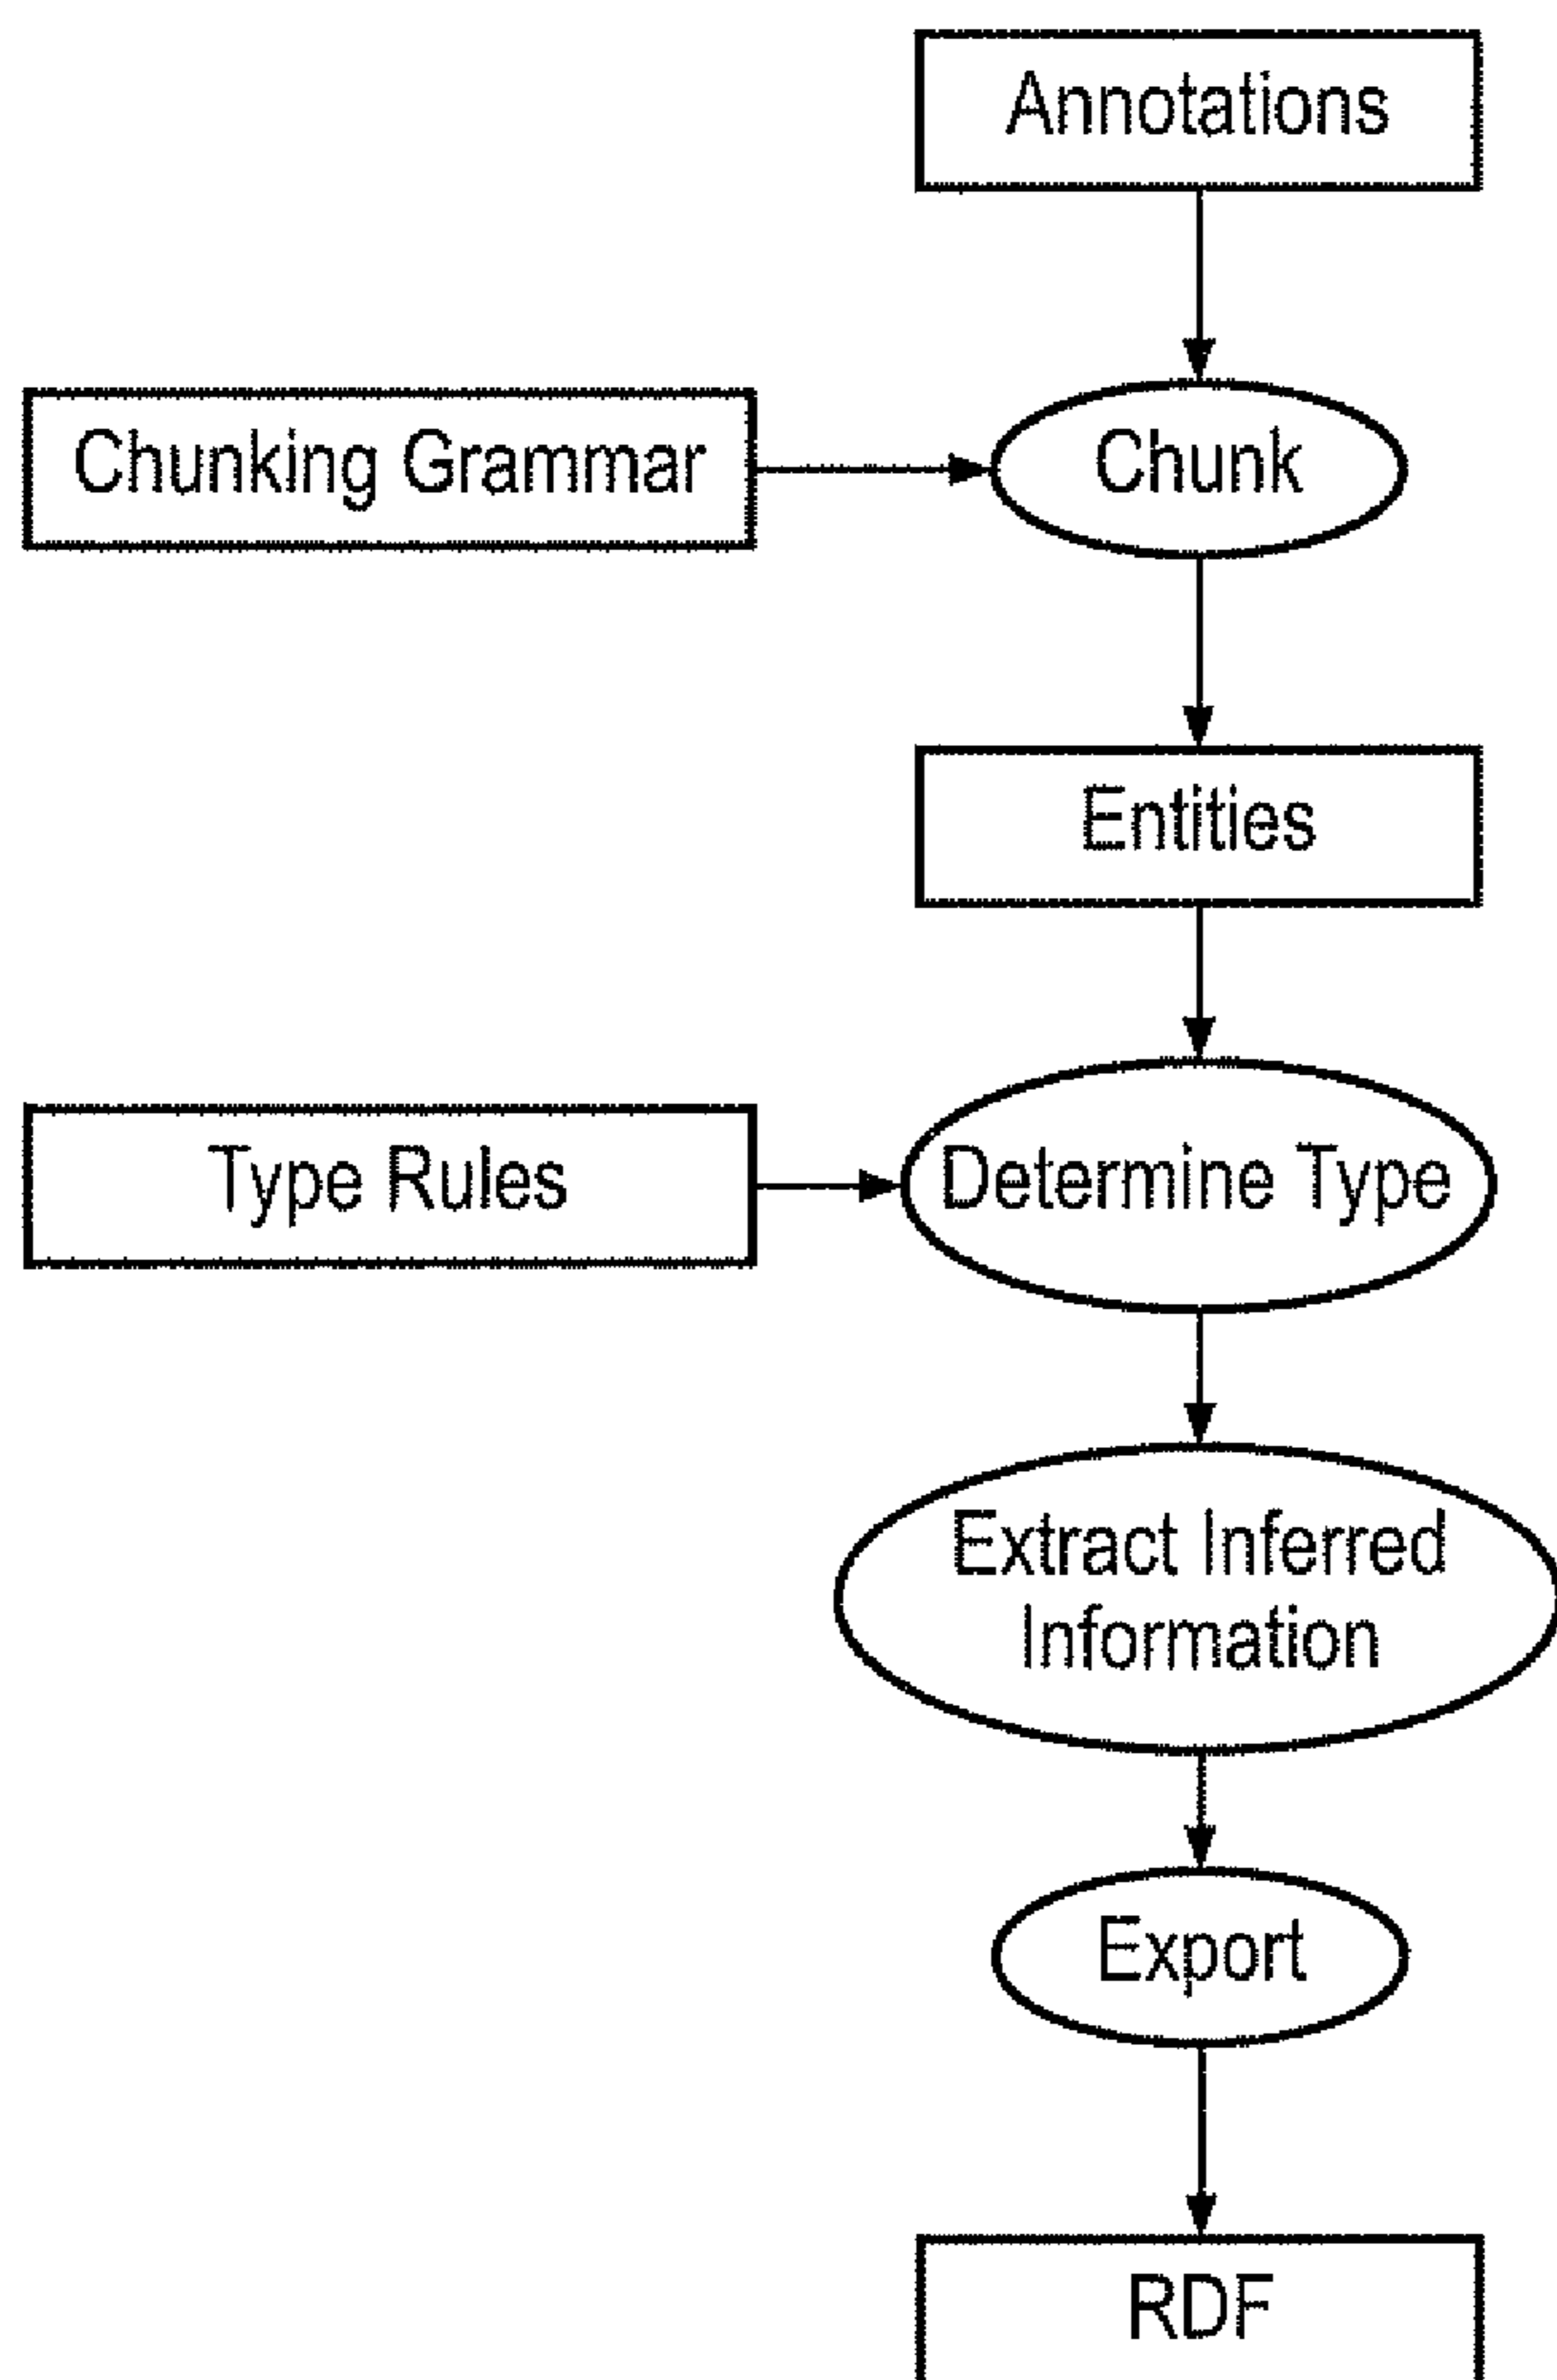 Annotations
Chunking Grammar
Chunk
Entities
Type Rules
Determine Type
Extract Inferred
Information
Export
RDF